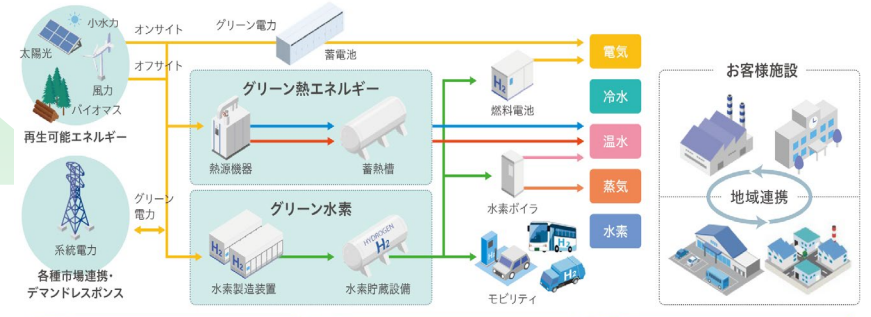 小水力
太陽光
風力
バイオマス
再生可能エネルギー
オンサイト
オフサイト
グリーン電力
蓄電池
グリーン熱エネルギー
熱源機器
蓄熱槽
系統電力
各種市場連携・
デマンドレスポンス
グリーン
電力
グリーン水素
H2
H2
水素製造装置
HYDROGEN
H2
水素貯蔵設備
H2
燃料電池
水素ボイラ
H2
H2
モビリティ
電気
冷水
温水
蒸気
水素
お客様施設
地域連携